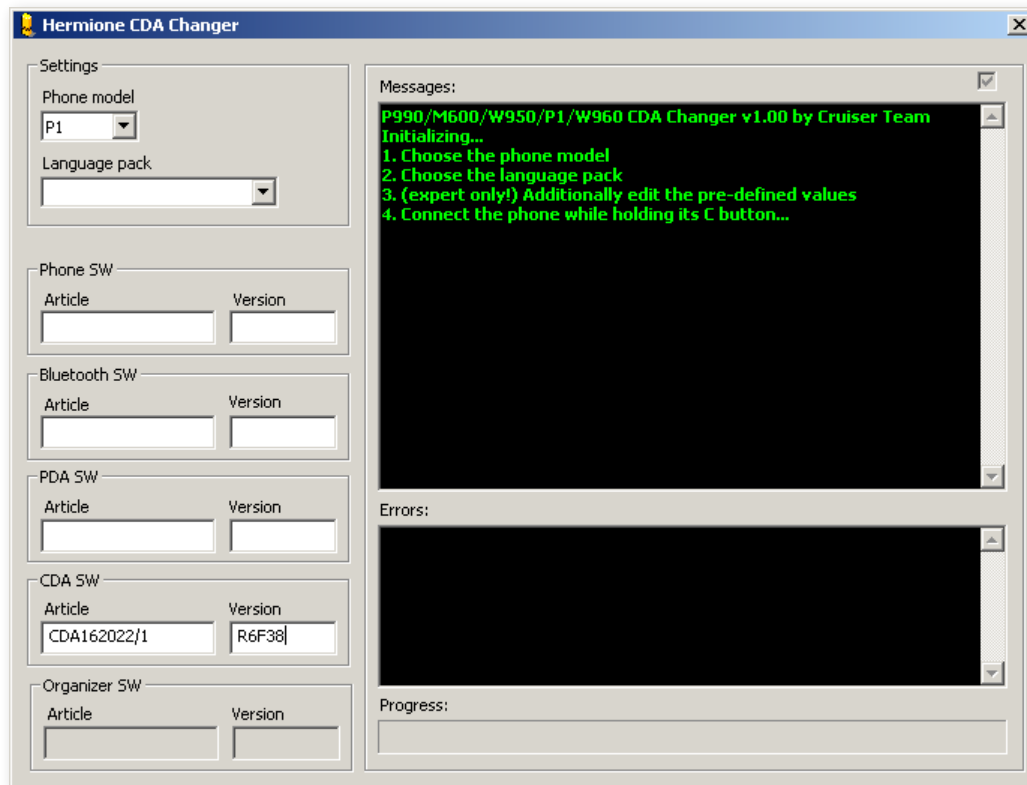 Hermione CDA Changer
Settings
Phone model
P1
Language pack
Phone SW
Article Version
Bluetooth SW
Article Version
PDA SW
Article Version
CDA SW
Article Version
CDA162022/1 R6F38
Organizer SW
Article Version
Messages:
P990/M600/W950/P1/W960 CDA Changer v1.00 by Cruiser Team
Initializing...
1. Choose the phone model
2. Choose the language pack
3. (expert only!) Additionally edit the pre-defined values
4. Connect the phone while holding its C button...
Errors:
Progress: